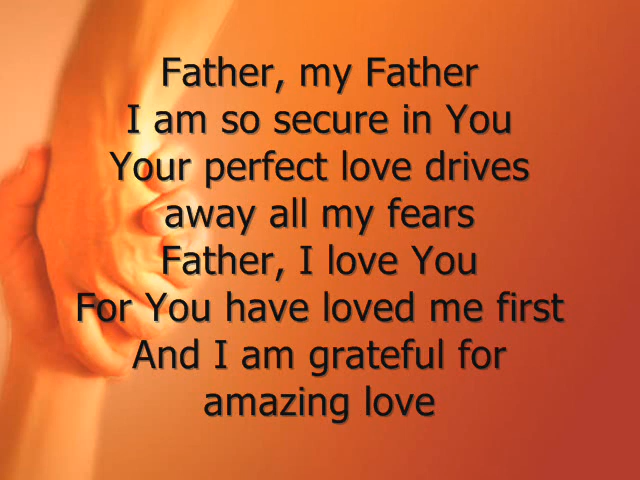 Father, my Father
I am so secure in You
Your perfect love drives
away all my fears
Father, I love You
For You have loved me first
And I am grateful for
amazing love